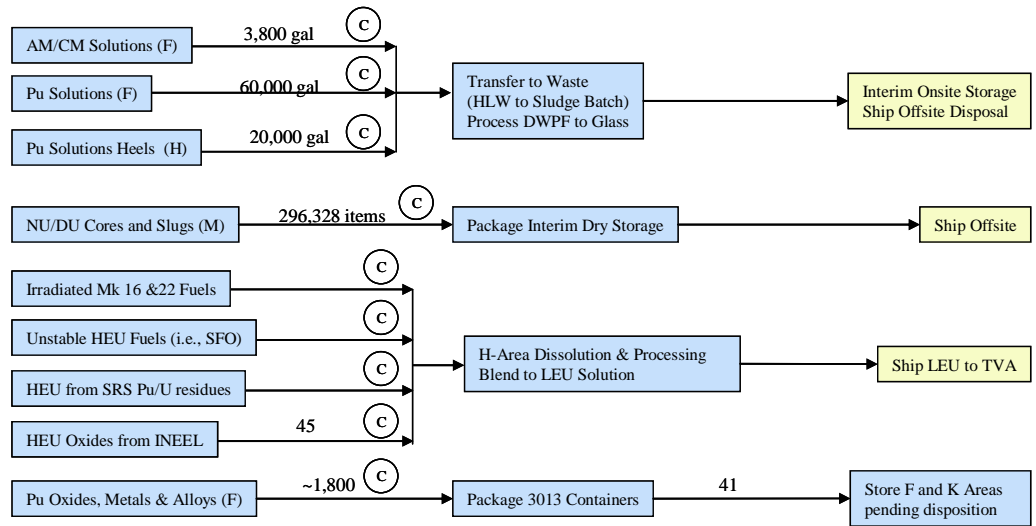 AM/CM Solutions (F)
3,800 gal
C
Pu Solutions (F)
60,000 gal
C
Pu Solutions Heels (H)
20,000 gal
C
Transfer to Waste
(HLW to Sludge Batch)
Process DWPF to Glass
Interim Onsite Storage
Ship Offsite Disposal
NU/DU Cores and Slugs (M)
296,328 items
C
Package Interim Dry Storage
Ship Offsite
Irradiated Mk 16 &22 Fuels
C
Unstable HEU Fuels (i.e., SFO)
C
HEU from SRS Pu/U residues
C
HEU Oxides from INEEL
45
C
H-Area Dissolution & Processing
Blend to LEU Solution
Ship LEU to TVA
Pu Oxides, Metals & Alloys (F)
~1,800
C
Package 3013 Containers
41
Store F and K Areas
pending disposition